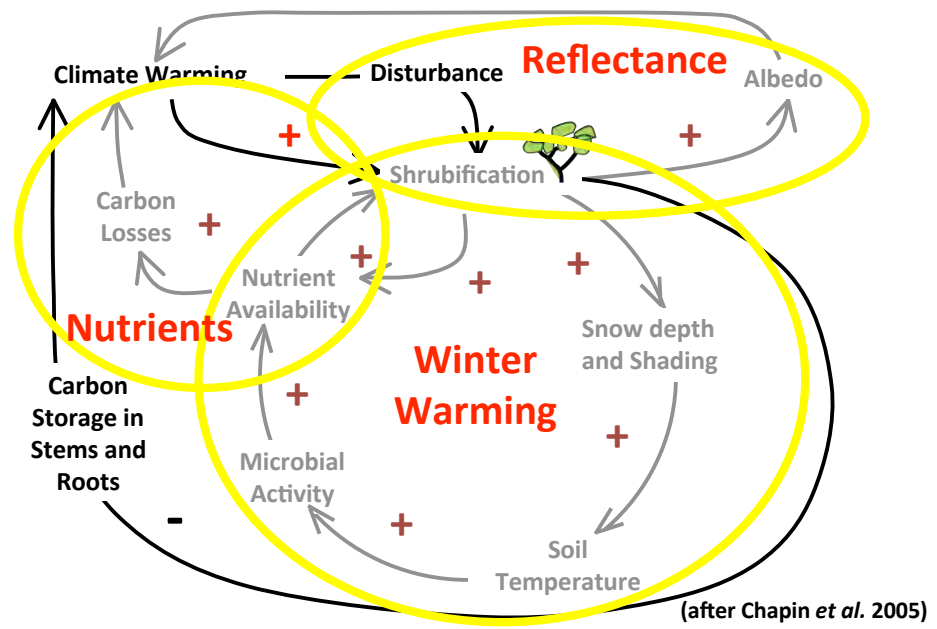 Reflectance
Climate Warming
Disturbance
Albedo
+
+
Shrubification
Carbon
Losses
+
+
+
+
Nutrient
Availability
Nutrients
Snow depth
and Shading
Winter
Warming
Carbon
Storage in
Stems and
Roots
+
+
Microbial
Activity
-
+
Soil
Temperature
(after Chapin et al. 2005)